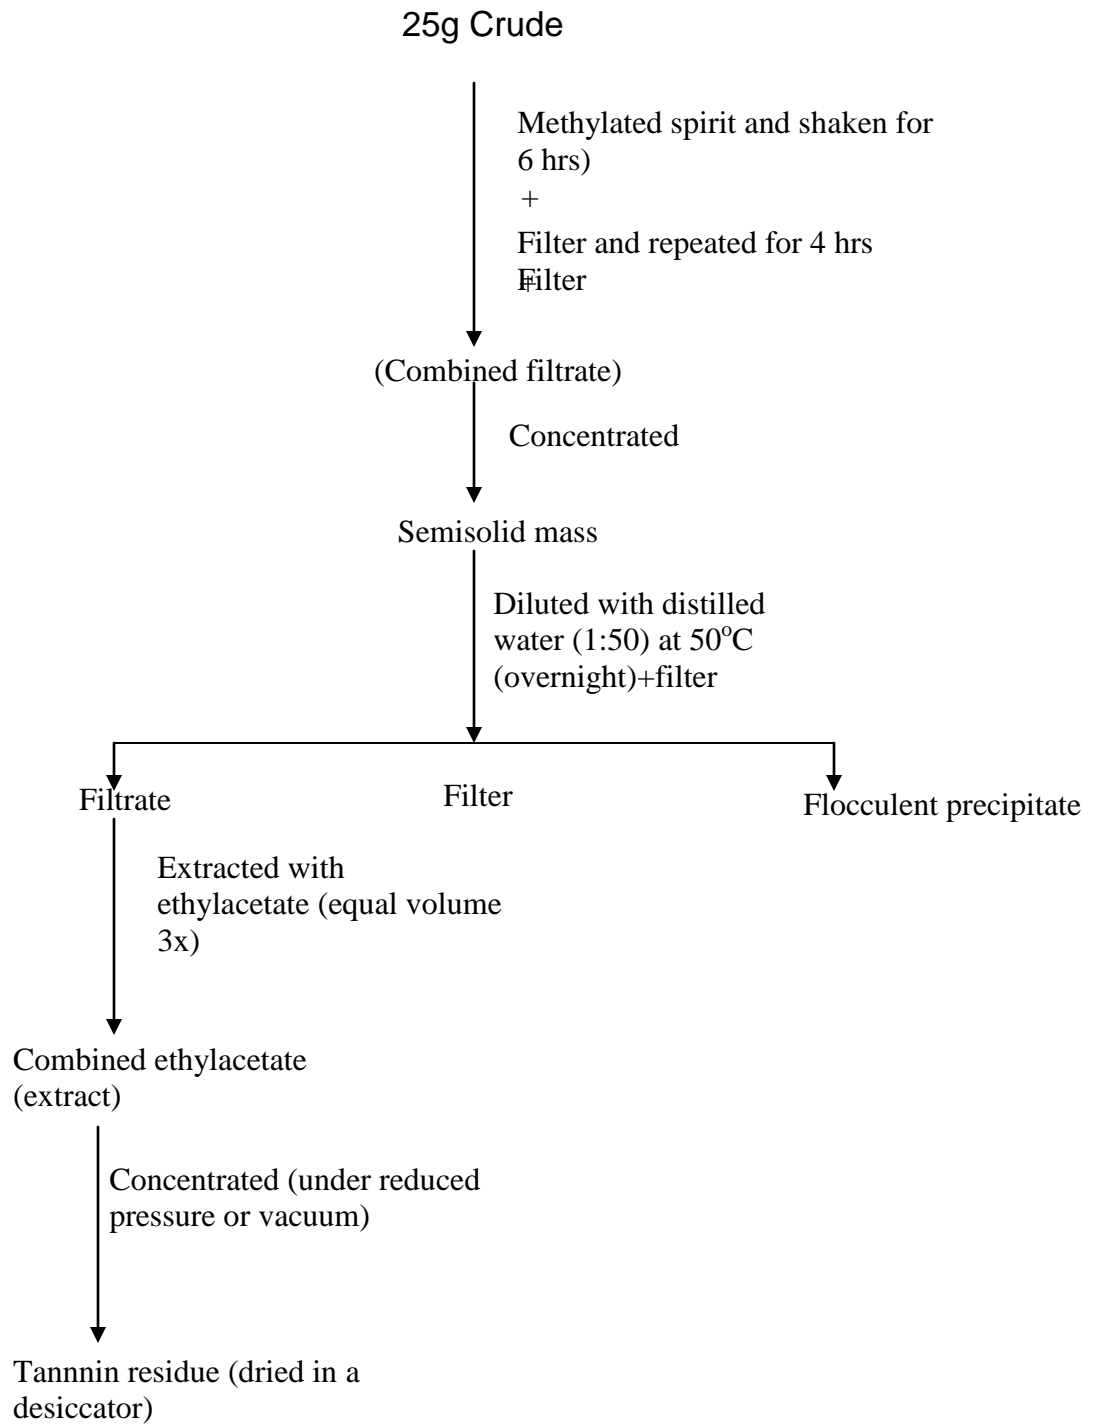 25g Crude
Methylated spirit and shaken for
6 hrs)
+
Filter and repeated for 4 hrs
+
Filter
(Combined filtrate)
Concentrated
Semisolid mass
Diluted with distilled
water (1:50) at 50°C
(overnight)+filter
Filtrate
Filter
Flocculent precipitate
Extracted with
ethylacetate (equal volume
3x)
Combined ethylacetate
(extract)
Concentrated (under reduced
pressure or vacuum)
Tannnin residue (dried in a
desiccator)